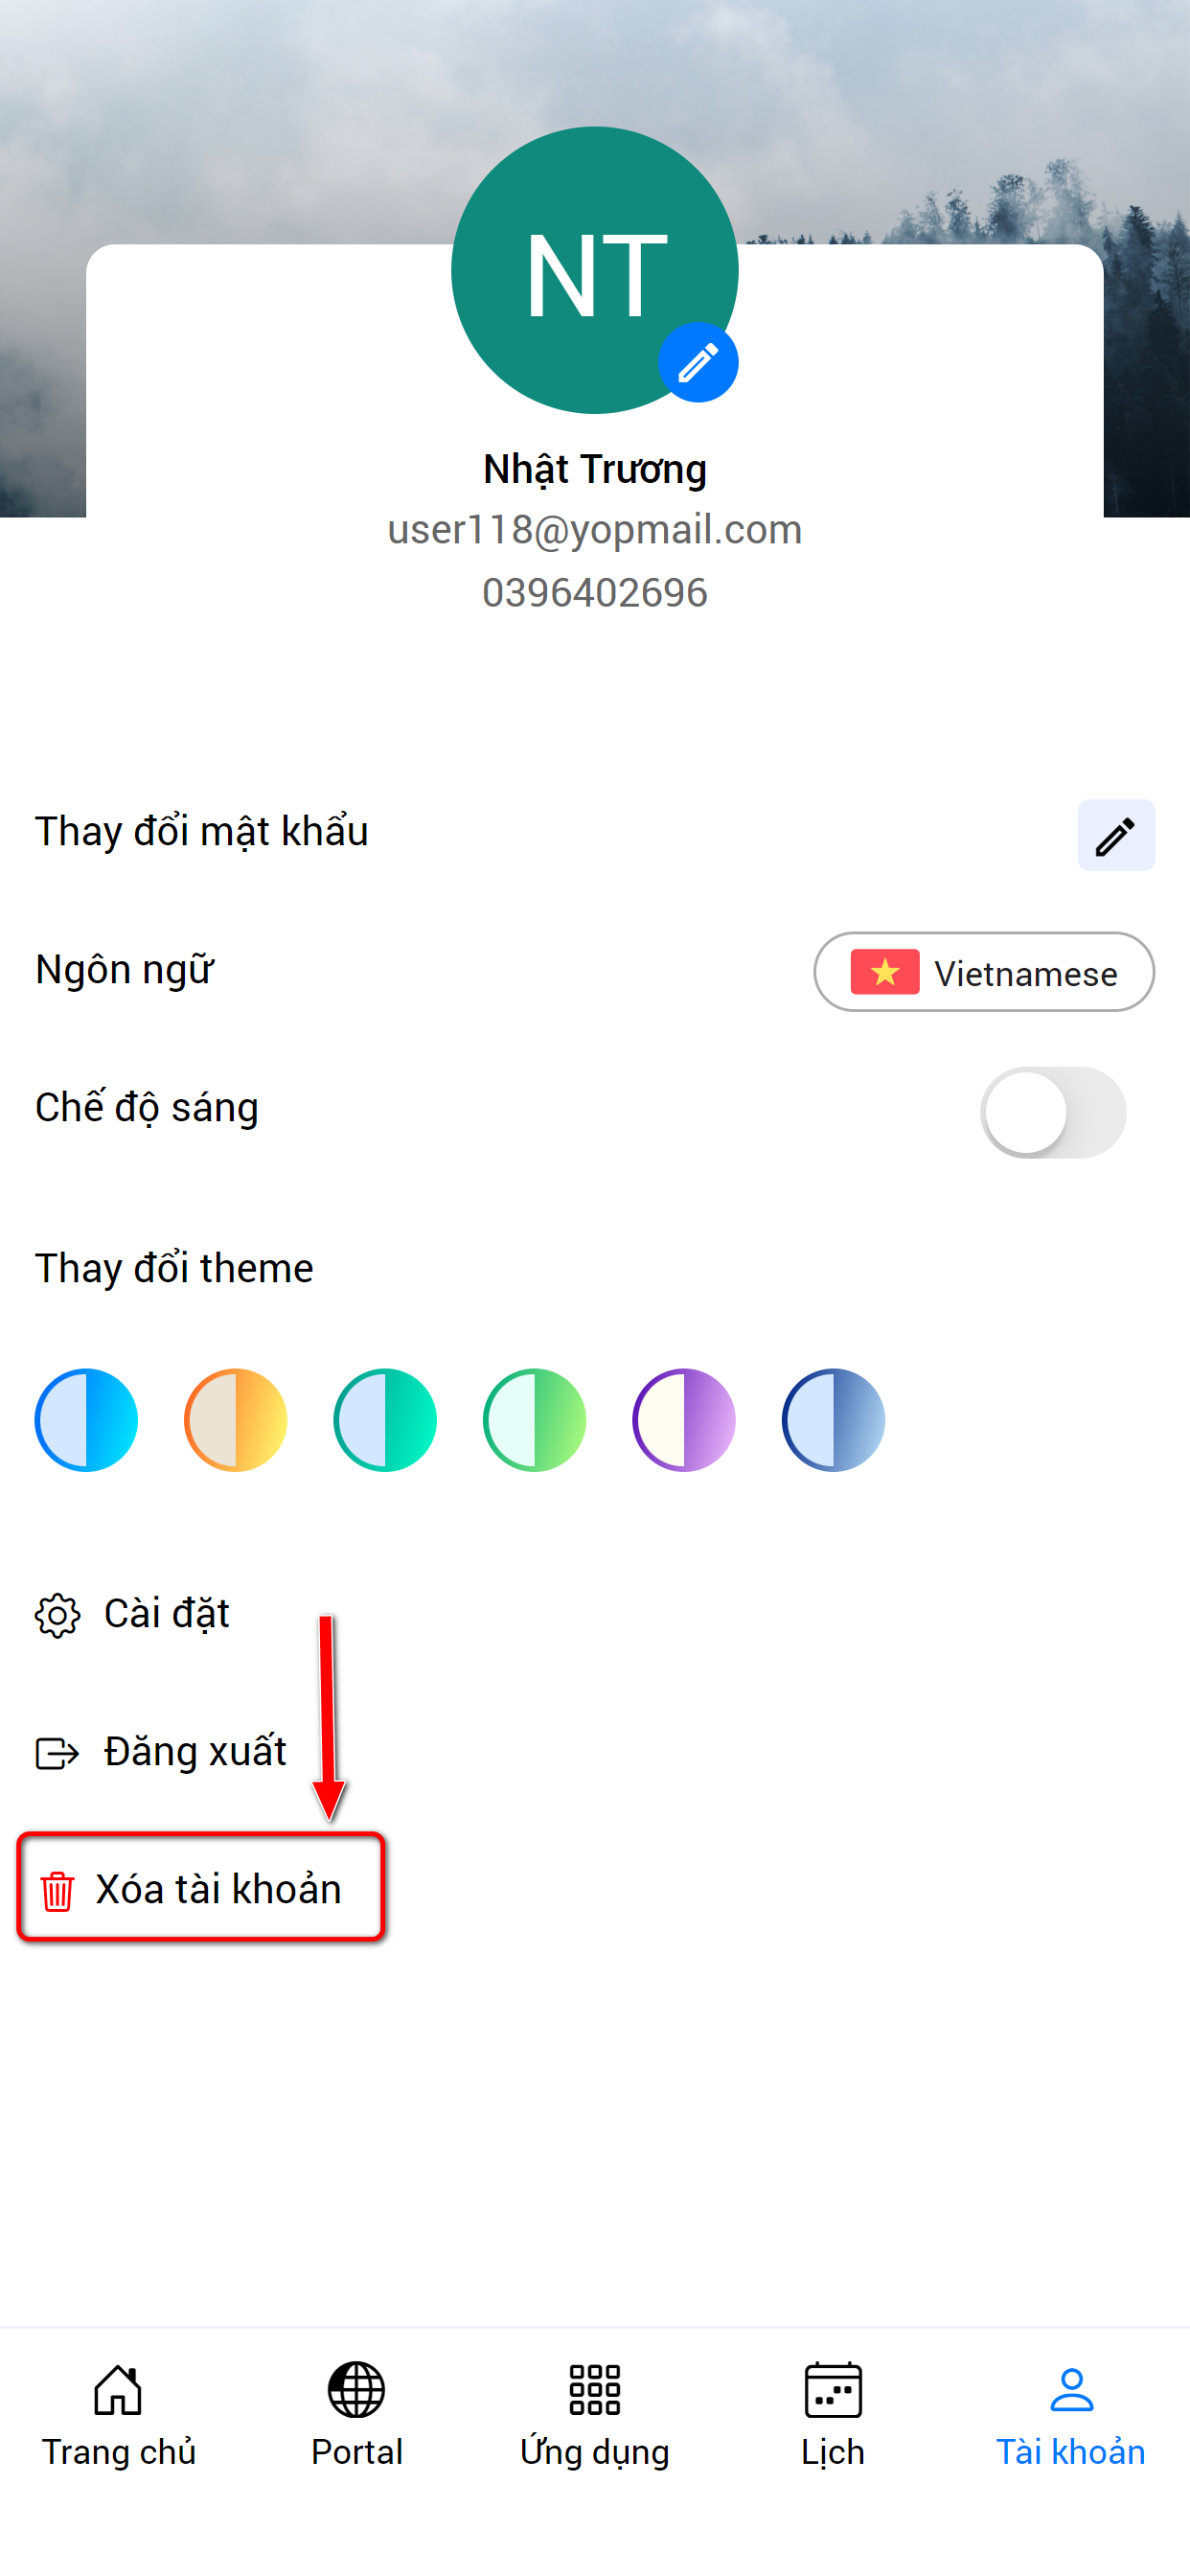 NT
Nhật Trương
user118@yopmail.com
0396402696
Thay đổi mật khẩu
Ngôn ngữ
Vietnamese
Chế độ sáng
Thay đổi theme
Cài đặt
Đăng xuất
Xóa tài khoản
Trang chủ
Portal
Ứng dụng
Lịch
Tài khoản